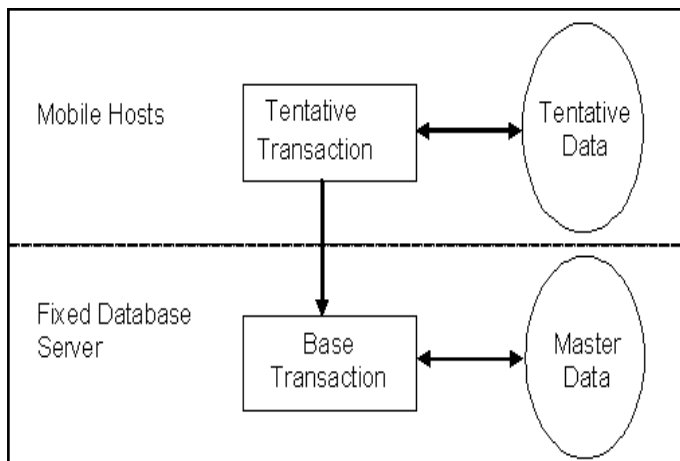 Mobile Hosts
Tentative
Transaction
Tentative
Data
Fixed Database
Server
Base
Transaction
Master
Data